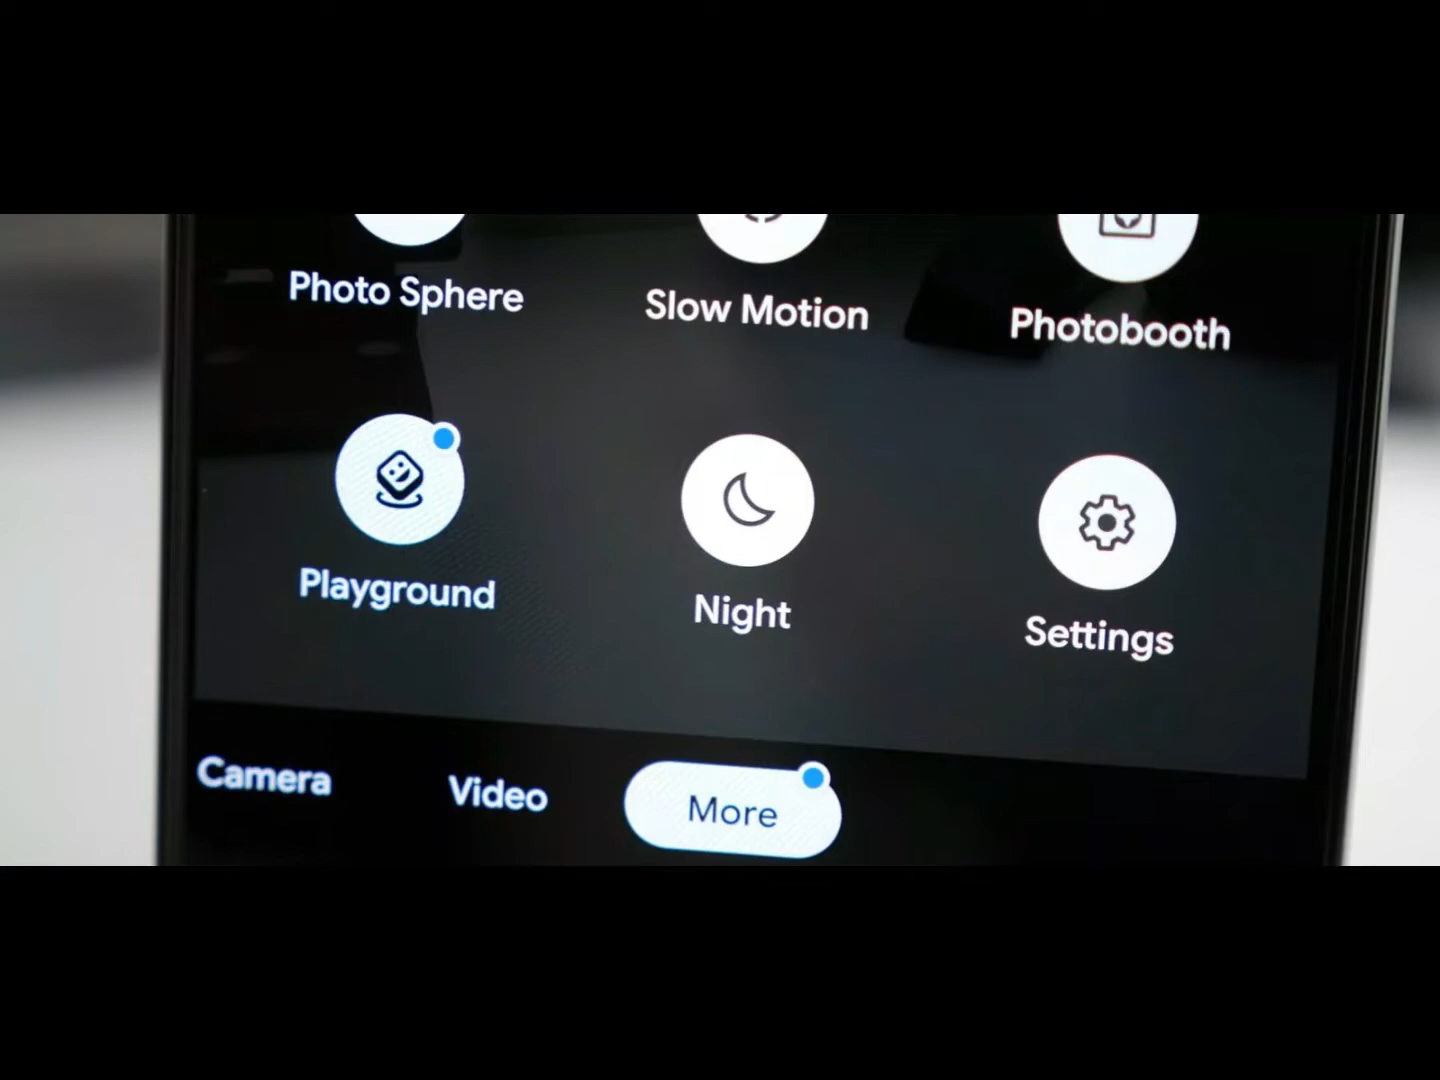 Photo Sphere
Slow Motion
Photobooth
Playground
Night
Settings
Camera
Video
More